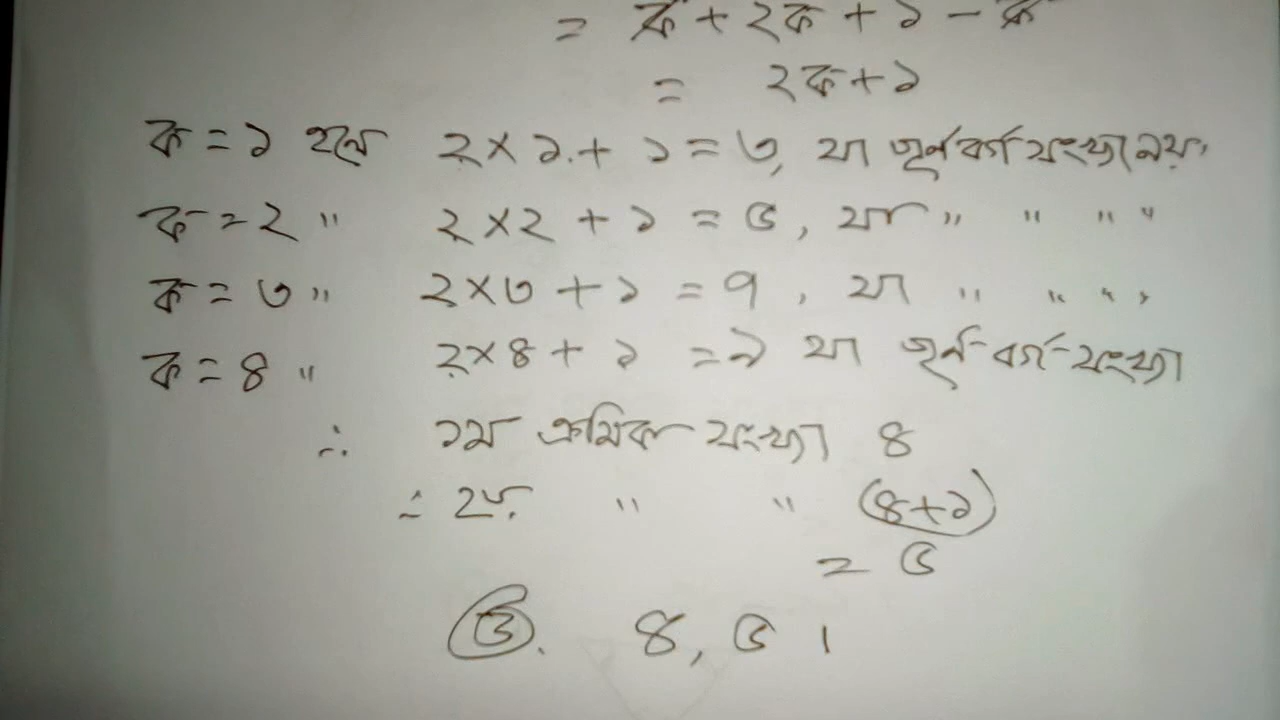 = ক + ২ক + ১ - ক
= ২ক+১
ক = ১ হলে ২×১.+ ১ = ৩, যা পূর্নবর্গ সংখ্যা নয়,
ক = ২ " ২×২ + ১ = ৫, যা " " " "
ক = ৩ " ২×৩ + ১ = ৭, যা " " " "
ক = ৪ " ২×৪ + ১ = ৯ যা পূর্ন বর্গ সংখ্যা
∴ ১ম ক্রমিক সংখ্যা ৪
∴ ২য় " " (৪+১)
= ৫
উ. ৪, ৫ ।